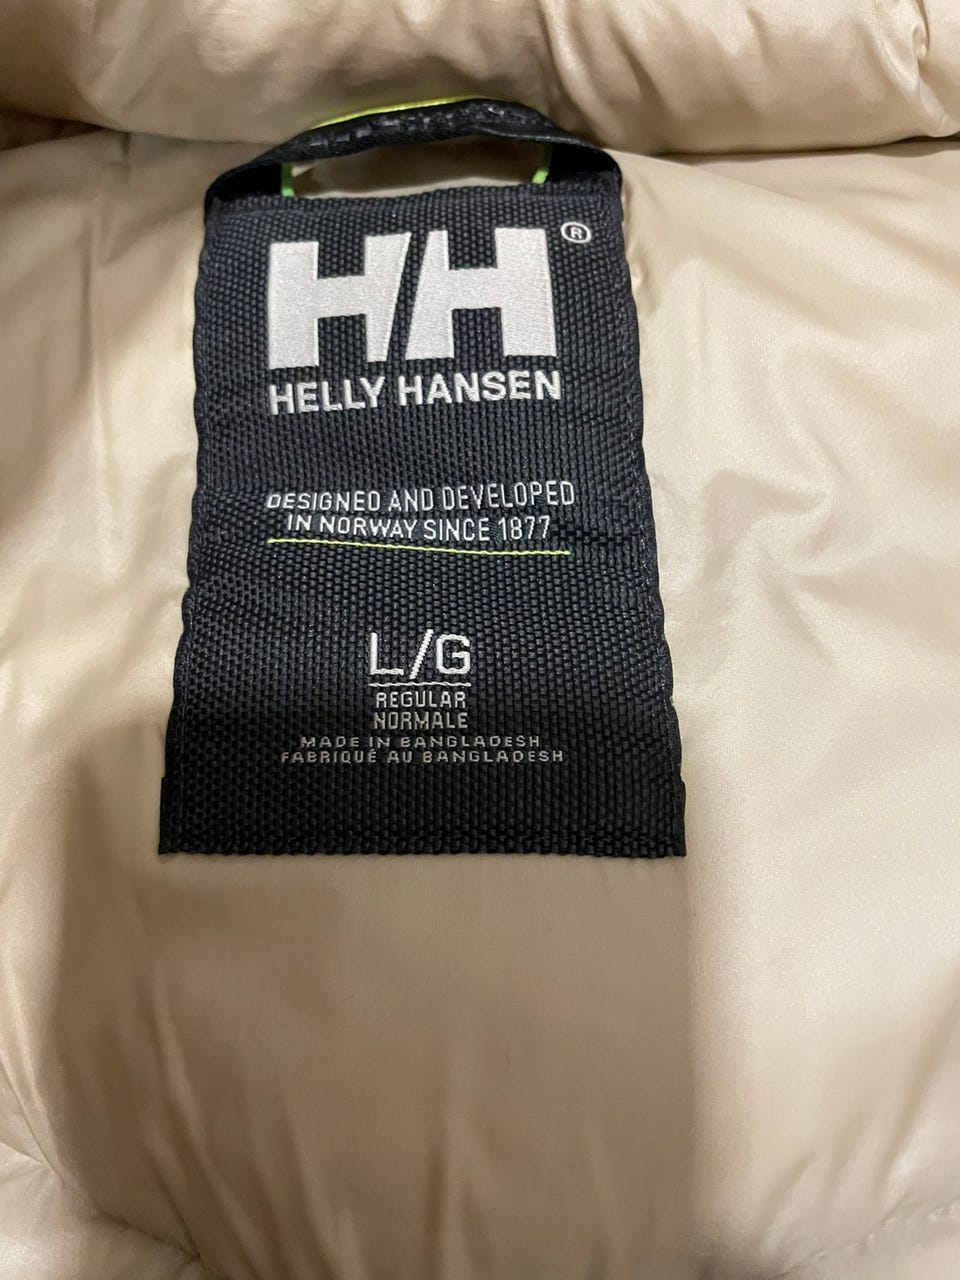 HH®
HELLY HANSEN
DESIGNED AND DEVELOPED
IN NORWAY SINCE 1877
L/G
REGULAR
NORMALE
MADE IN BANGLADESH
FABRIQUÉ AU BANGLADESH